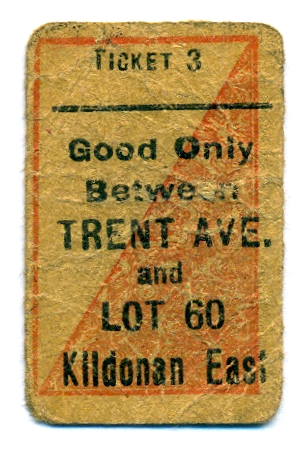 TICKET 3
Good Only
Between
TRENT AVE.
and
LOT 60
Kildonan East